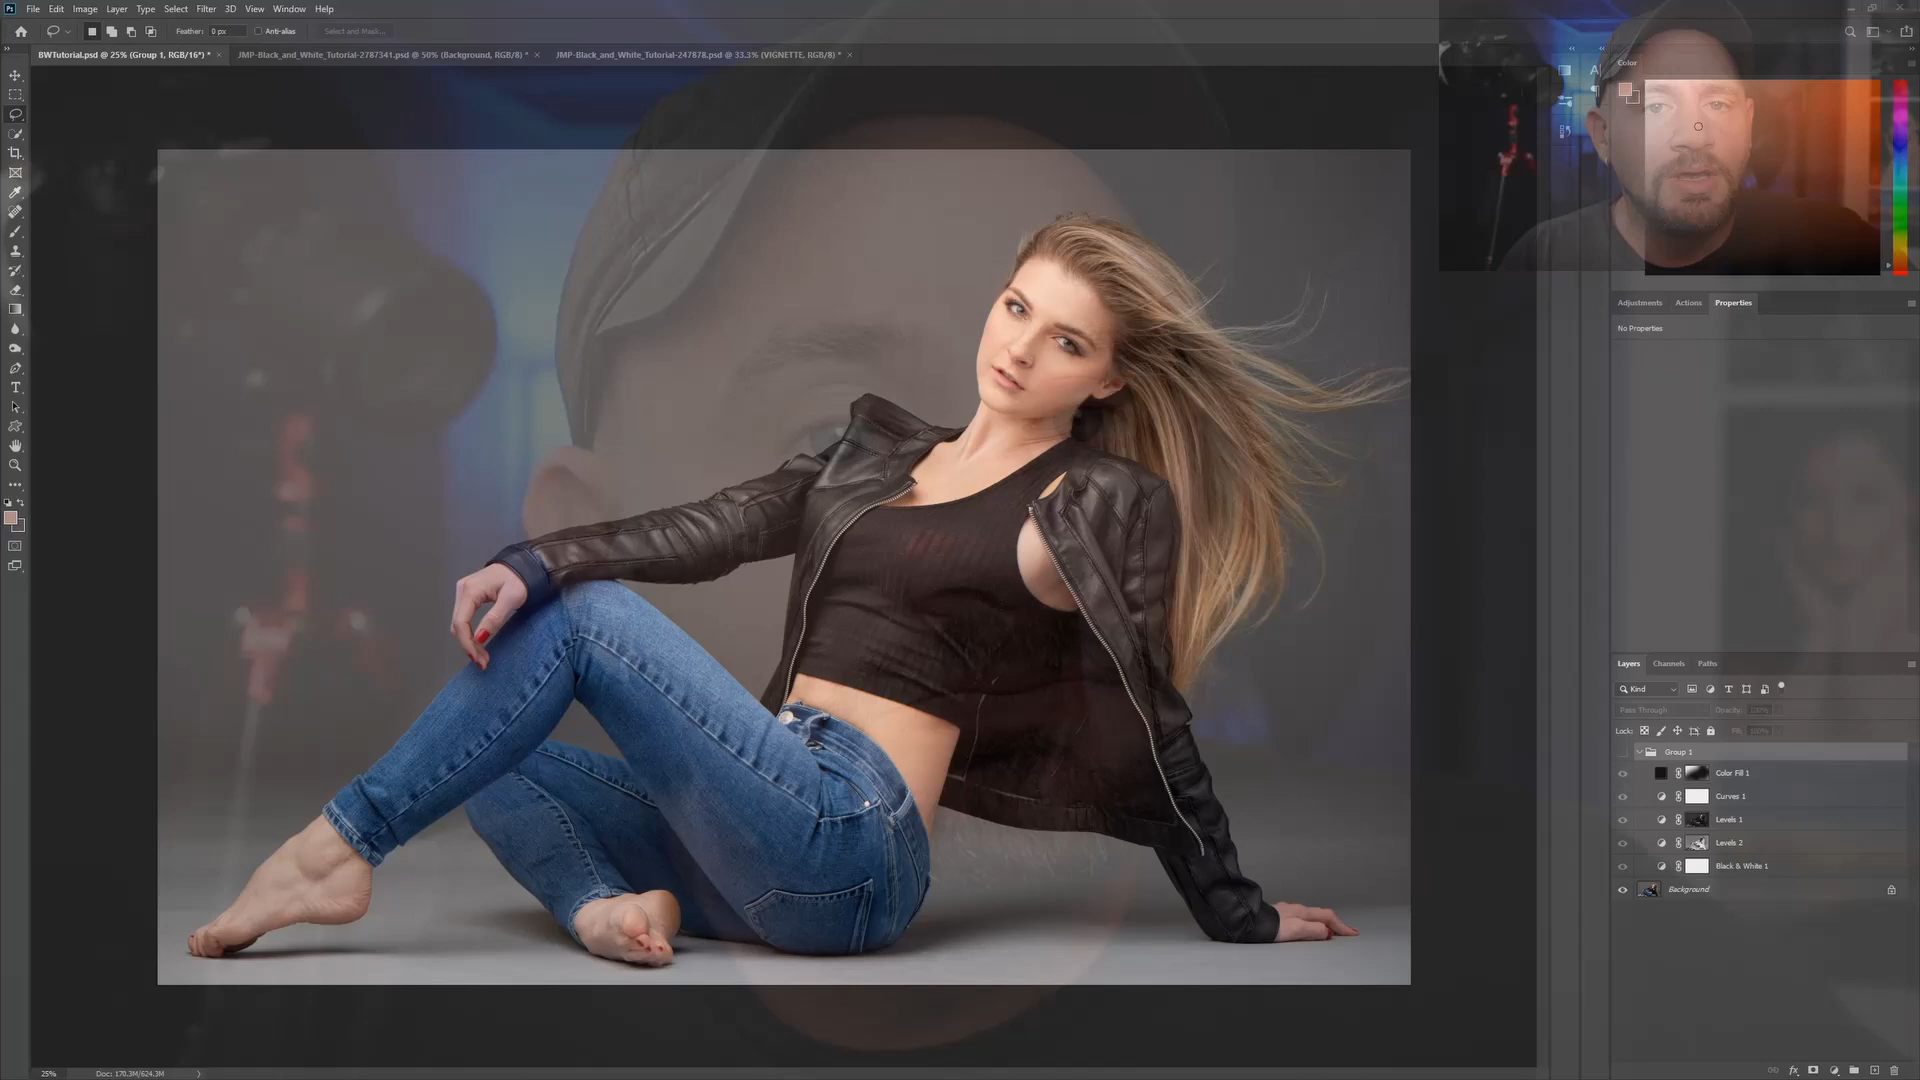 Ps File Edit Image Layer Type Select Filter 3D View Window Help
Feather: 0 px Anti-alias Select and Mask...
BWTutorial.psd @ 25% (Group 1, RGB/16*) * JMP-Black_and_White_Tutorial-2787341.psd @ 50% (Background, RGB/8) * JMP-Black_and_White_Tutorial-247878.psd @ 33.3% (VIGNETTE, RGB/8) *
Color
Adjustments Actions Properties
No Properties
Layers Channels Paths
Kind
Pass Through Opacity: 100%
Lock: Fill: 100%
Group 1
Color Fill 1
Curves 1
Levels 1
Levels 2
Black & White 1
Background
25% Doc: 170.3M/624.3M